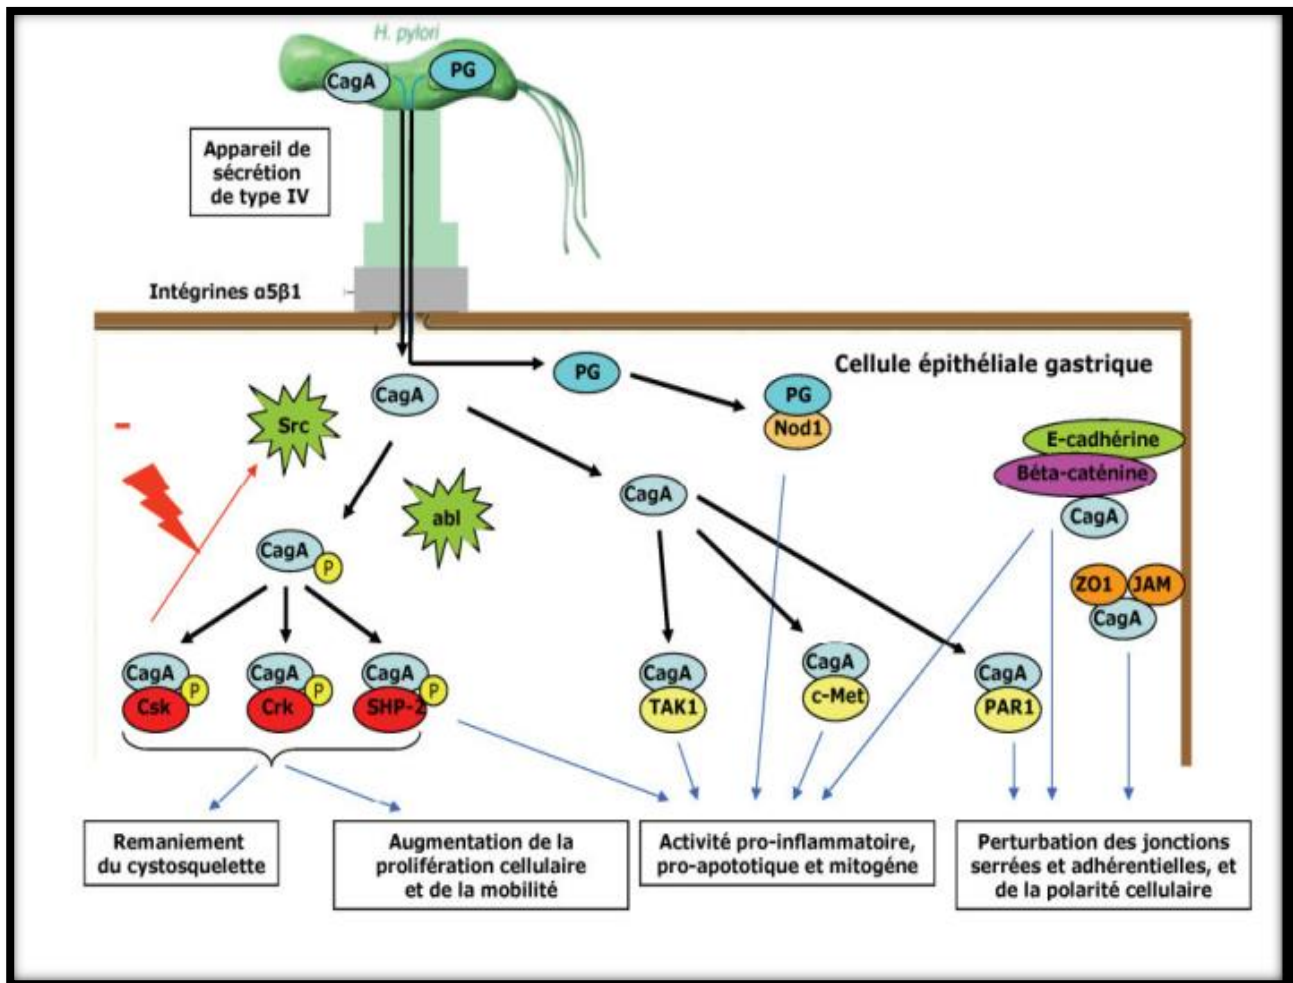 H. pylori
CagA
PG
Appareil de
sécrétion
de type IV
Intégrines α5β1
Cellule épithéliale gastrique
PG
CagA
PG
Nod1
Src
E-cadhérine
Béta-caténine
CagA
-
CagA
abl
CagA
P
ZO1
JAM
CagA
CagA
P
Csk
CagA
P
Crk
CagA
P
SHP-2
CagA
TAK1
CagA
c-Met
CagA
PAR1
Remaniement
du cystosquelette
Augmentation de la
prolifération cellulaire
et de la mobilité
Activité pro-inflammatoire,
pro-apototique et mitogéne
Perturbation des jonctions
serrées et adhérentielles, et
de la polarité cellulaire